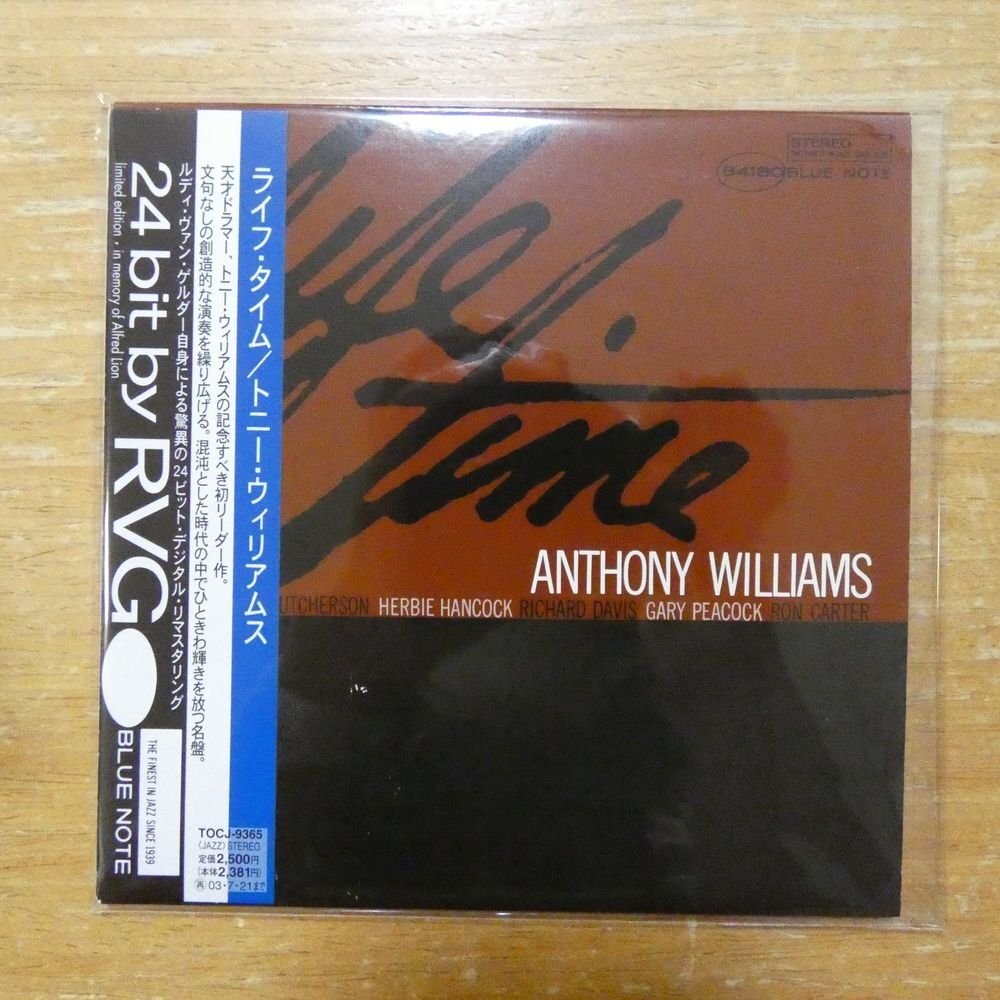 24 bit by RVG
limited edition・in memory of Alfred Lion
ルディ・ヴァン・ゲルダー自身による驚異の24ビット・デジタル・リマスタリング
BLUE NOTE
THE FINEST IN JAZZ SINCE 1939
天才ドラマー、トニー・ウィリアムスの記念すべき初リーダー作。
文句なしの創造的な演奏を繰り広げる。混沌とした時代の中でひときわ輝きを放つ名盤。
ライフ・タイム/トニー・ウィリアムス
TOCJ-9365
(JAZZ) STEREO
定価2,500円
(本体2,381円)
再 03・7・21まで
STEREO
84180 BLUE NOTE
Life
Time
ANTHONY WILLIAMS
UTCHERSON HERBIE HANCOCK RICHARD DAVIS GARY PEACOCK RON CARTER